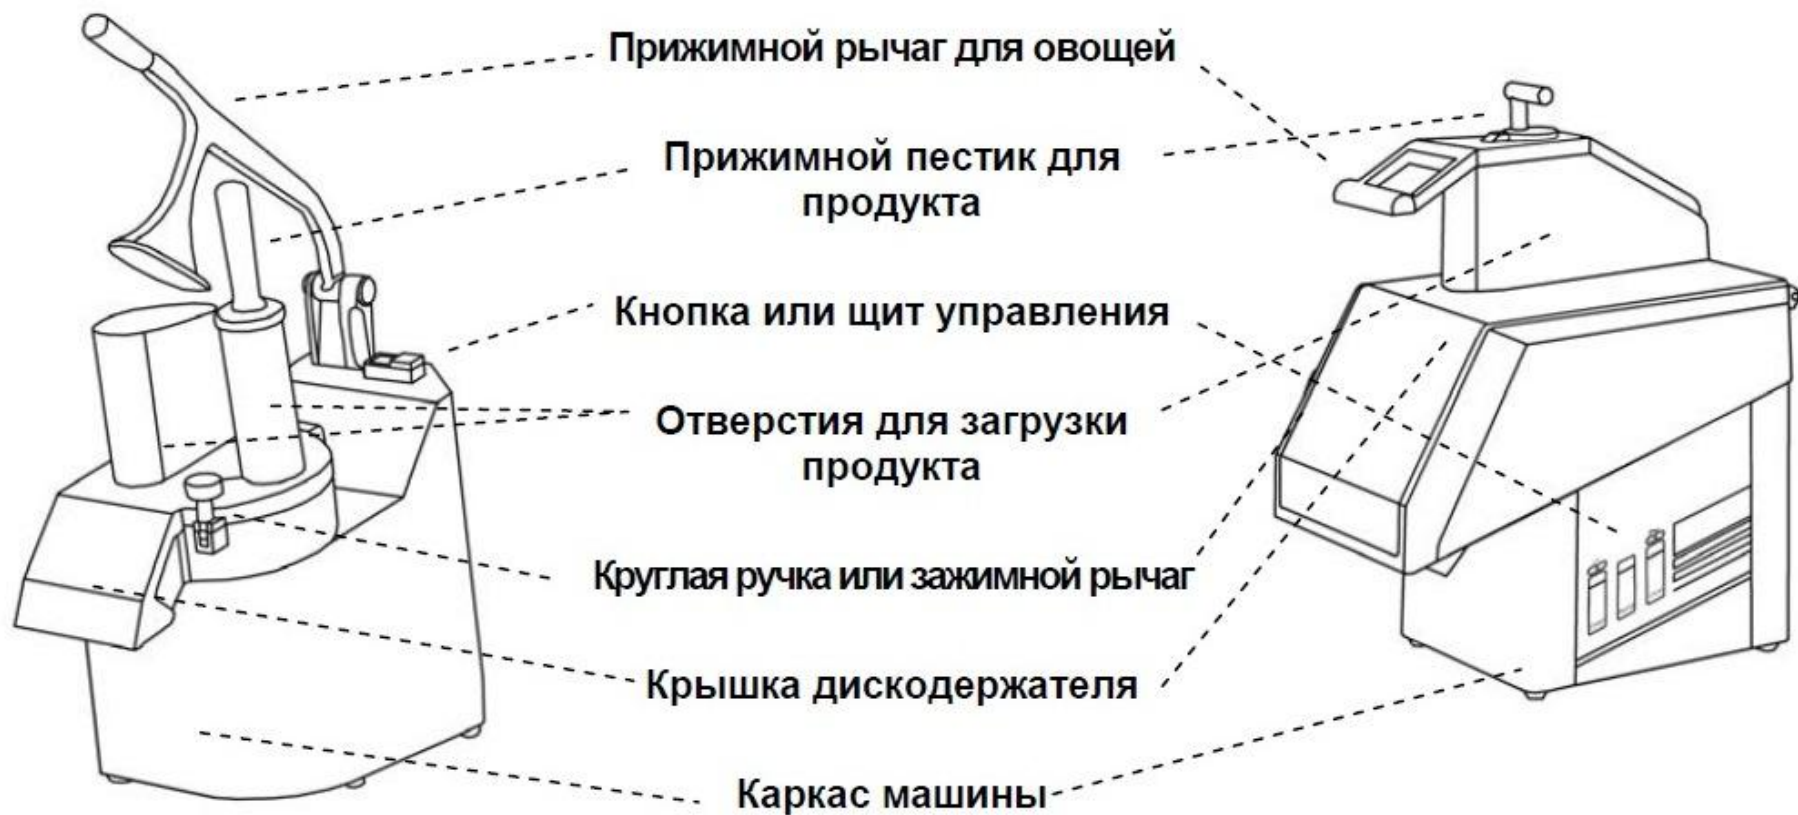 Прижимной рычаг для овощей
Прижимной пестик для
продукта
Кнопка или щит управления
Отверстия для загрузки
продукта
Круглая ручка или зажимной рычаг
Крышка дискодержателя
Каркас машины